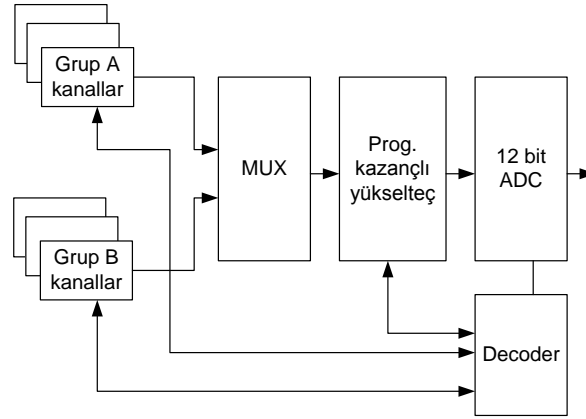 Grup A
kanallar
MUX
Prog.
kazançlı
yükselteç
12 bit
ADC
Grup B
kanallar
Decoder